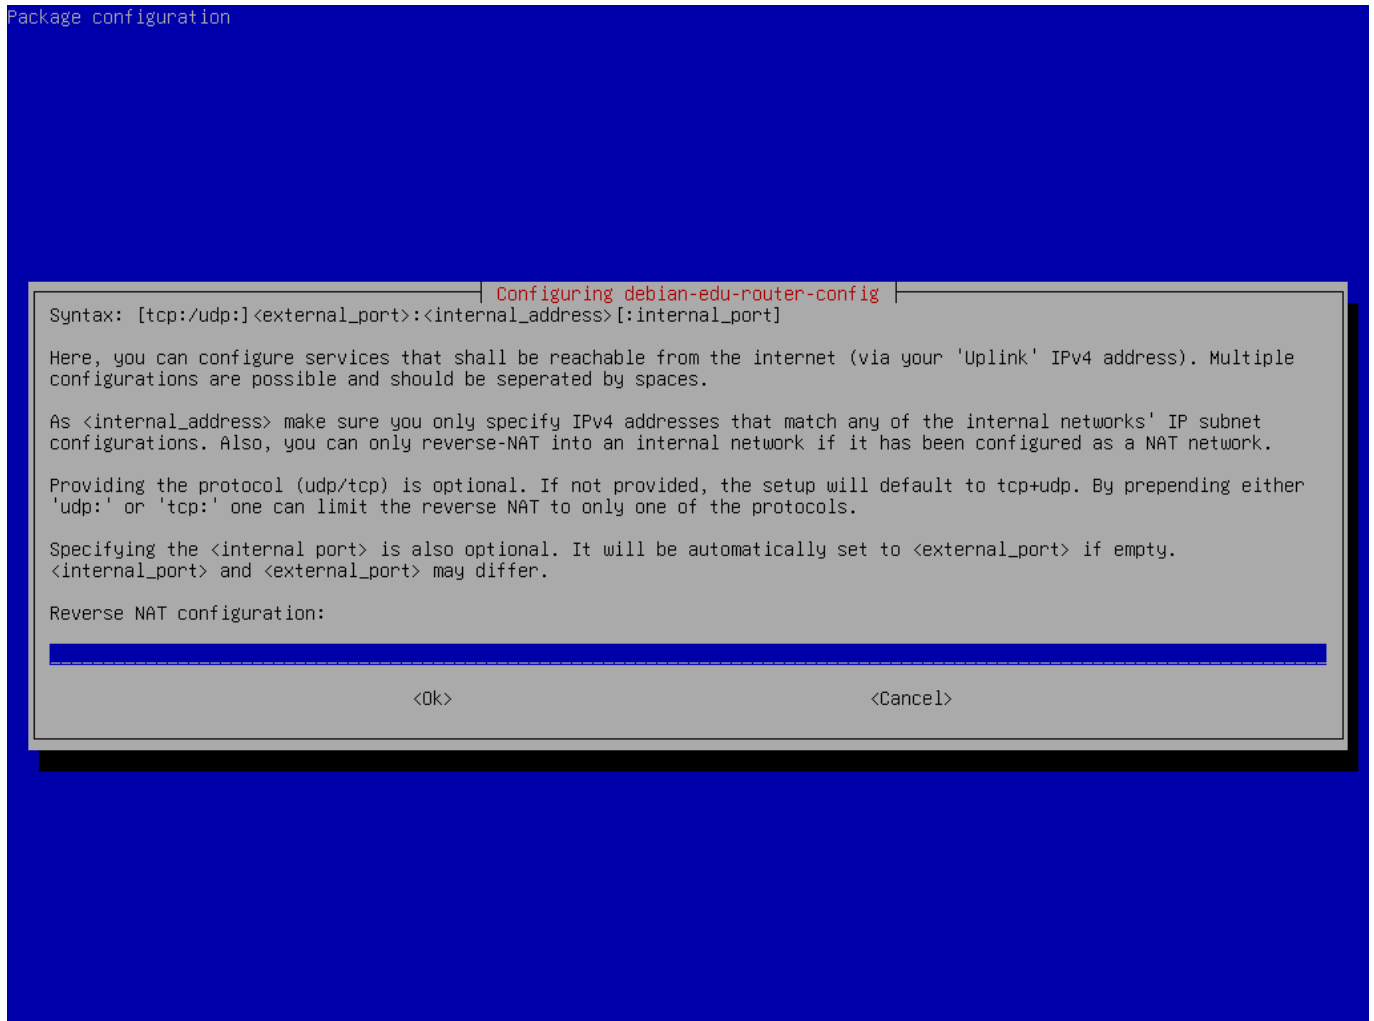 Package configuration
Configuring debian-edu-router-config
Syntax: [tcp:/udp:]<external_port>:<internal_address>[:internal_port]
Here, you can configure services that shall be reachable from the internet (via your 'Uplink' IPv4 address). Multiple
configurations are possible and should be seperated by spaces.
As <internal_address> make sure you only specify IPv4 addresses that match any of the internal networks' IP subnet
configurations. Also, you can only reverse-NAT into an internal network if it has been configured as a NAT network.
Providing the protocol (udp/tcp) is optional. If not provided, the setup will default to tcp+udp. By prepending either
'udp:' or 'tcp:' one can limit the reverse NAT to only one of the protocols.
Specifying the <internal port> is also optional. It will be automatically set to <external_port> if empty.
<internal_port> and <external_port> may differ.
Reverse NAT configuration:
<Ok> <Cancel>